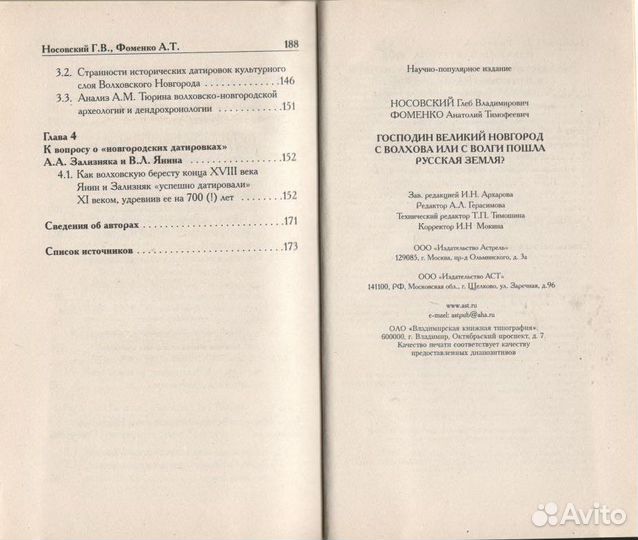 Носовский Г.В., Фоменко А.Т. 188
3.2. Странности исторических датировок культурного
слоя Волховского Новгорода 146
3.3. Анализ А.М. Тюрина волховско-новгородской
археологии и дендрохронологии 151
Глава 4
К вопросу о «новгородских датировках»
А.А. Зализняка и В.Л. Янина 152
4.1. Как волховскую бересту конца XVIII века
Янин и Зализняк «успешно датировали»
XI веком, удревнив ее на 700 (!) лет 152
Сведения об авторах 171
Список источников 173
Научно-популярное издание
НОСОВСКИЙ Глеб Владимирович
ФОМЕНКО Анатолий Тимофеевич
ГОСПОДИН ВЕЛИКИЙ НОВГОРОД
С ВОЛХОВА ИЛИ С ВОЛГИ ПОШЛА
РУССКАЯ ЗЕМЛЯ?
Зав. редакцией И.Н. Архарова
Редактор А.Л. Герасимова
Технический редактор Т.П. Тимошина
Корректор И.Н Мокина
ООО «Издательство Астрель»
129085, г. Москва, пр-д Ольминского, д. 3а
ООО «Издательство АСТ»
141100, РФ, Московская обл., г. Щелково, ул. Заречная, д.96
www.ast.ru
e-mael: astpub@aha.ru
ОАО «Владимирская книжная типография»
600000, г. Владимир, Октябрьский проспект, д. 7
Качество печати соответствует качеству
предоставленных диапозитивов
Avito